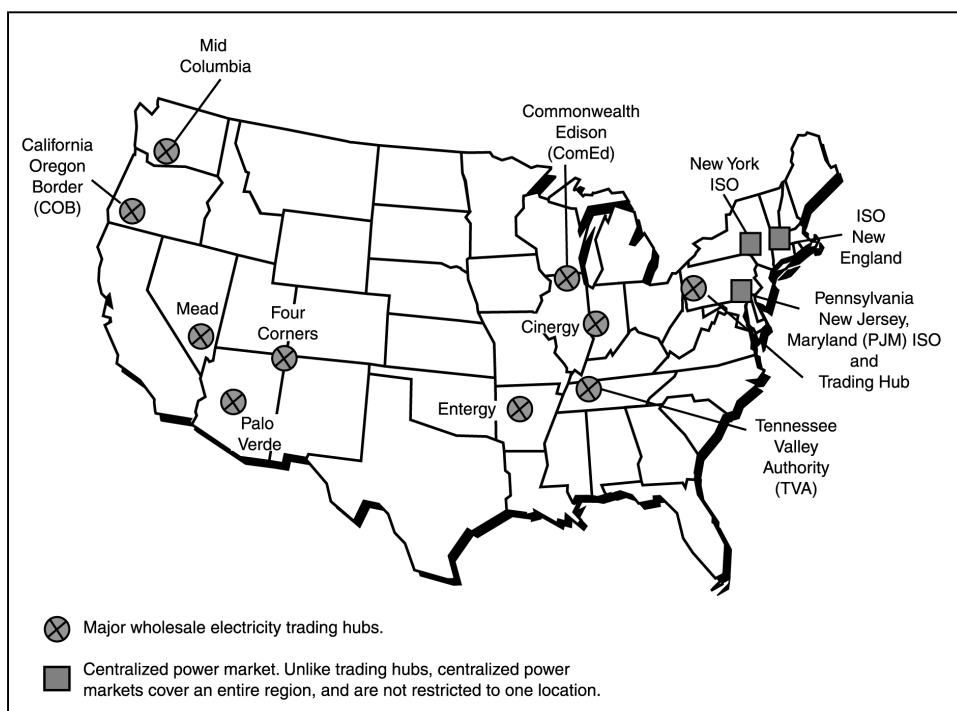 Mid
Columbia
Commonwealth
Edison
(ComEd)
California
Oregon
Border
(COB)
New York
ISO
ISO
New
England
Mead
Four
Corners
Cinergy
Pennsylvania
New Jersey,
Maryland (PJM) ISO
and
Trading Hub
Palo
Verde
Entergy
Tennessee
Valley
Authority
(TVA)
Major wholesale electricity trading hubs.
Centralized power market. Unlike trading hubs, centralized power
markets cover an entire region, and are not restricted to one location.